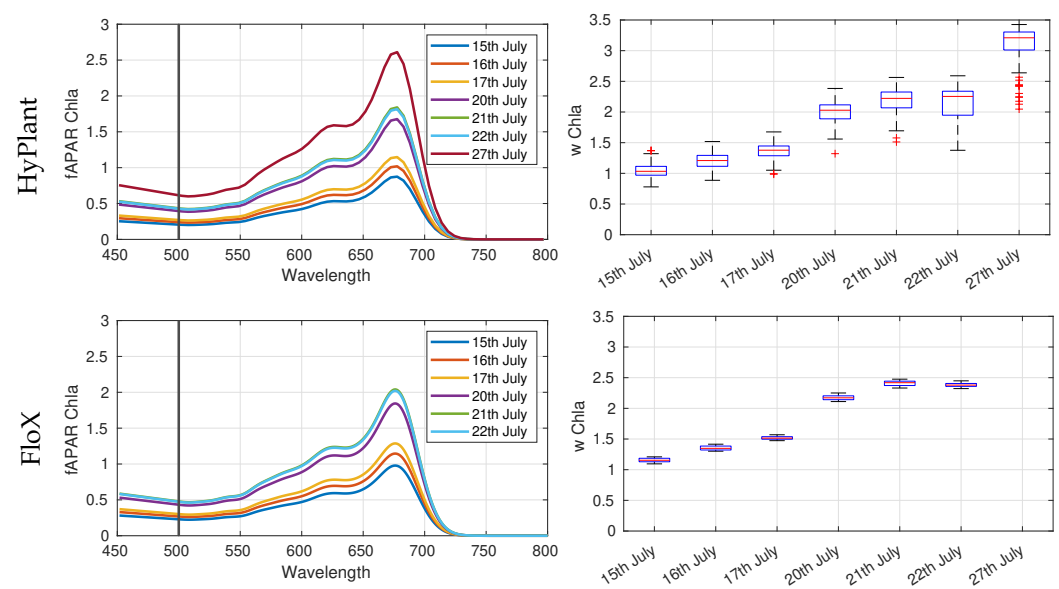 HyPlant
fAPAR Chla
3
2.5
2
1.5
1
0.5
0
450
500
550
600
650
700
750
800
Wavelength
15th July
16th July
17th July
20th July
21th July
22th July
27th July
w Chla
3.5
3
2.5
2
1.5
1
0.5
0
15th July
16th July
17th July
20th July
21th July
22th July
27th July
FloX
fAPAR Chla
3
2.5
2
1.5
1
0.5
0
450
500
550
600
650
700
750
800
Wavelength
15th July
16th July
17th July
20th July
21th July
22th July
w Chla
3.5
3
2.5
2
1.5
1
0.5
0
15th July
16th July
17th July
20th July
21th July
22th July
27th July